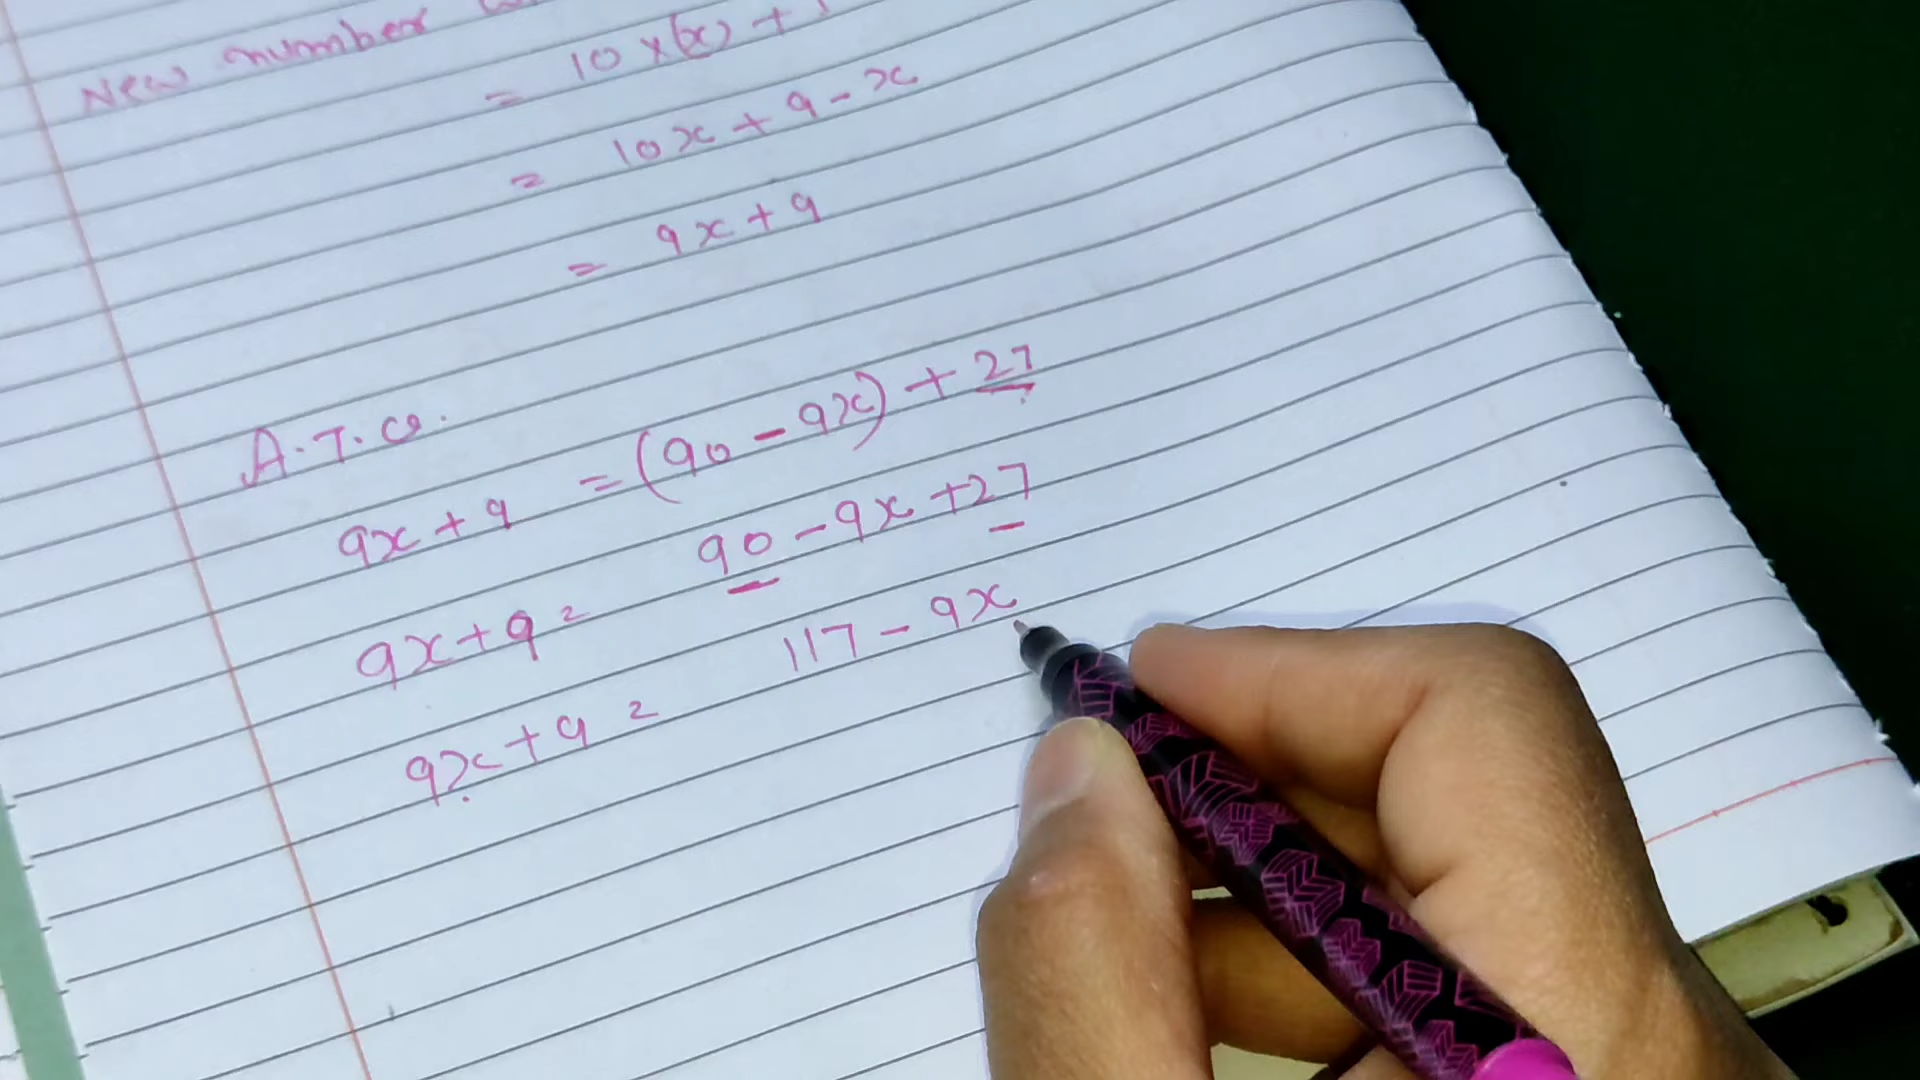 New number
= 10 × (x) +
= 10x + 9 - x
= 9x + 9
A.T.Q.
9x + 9 = (90 - 9x) + 27
9x + 9 = 90 - 9x + 27
9x + 9 = 117 - 9x